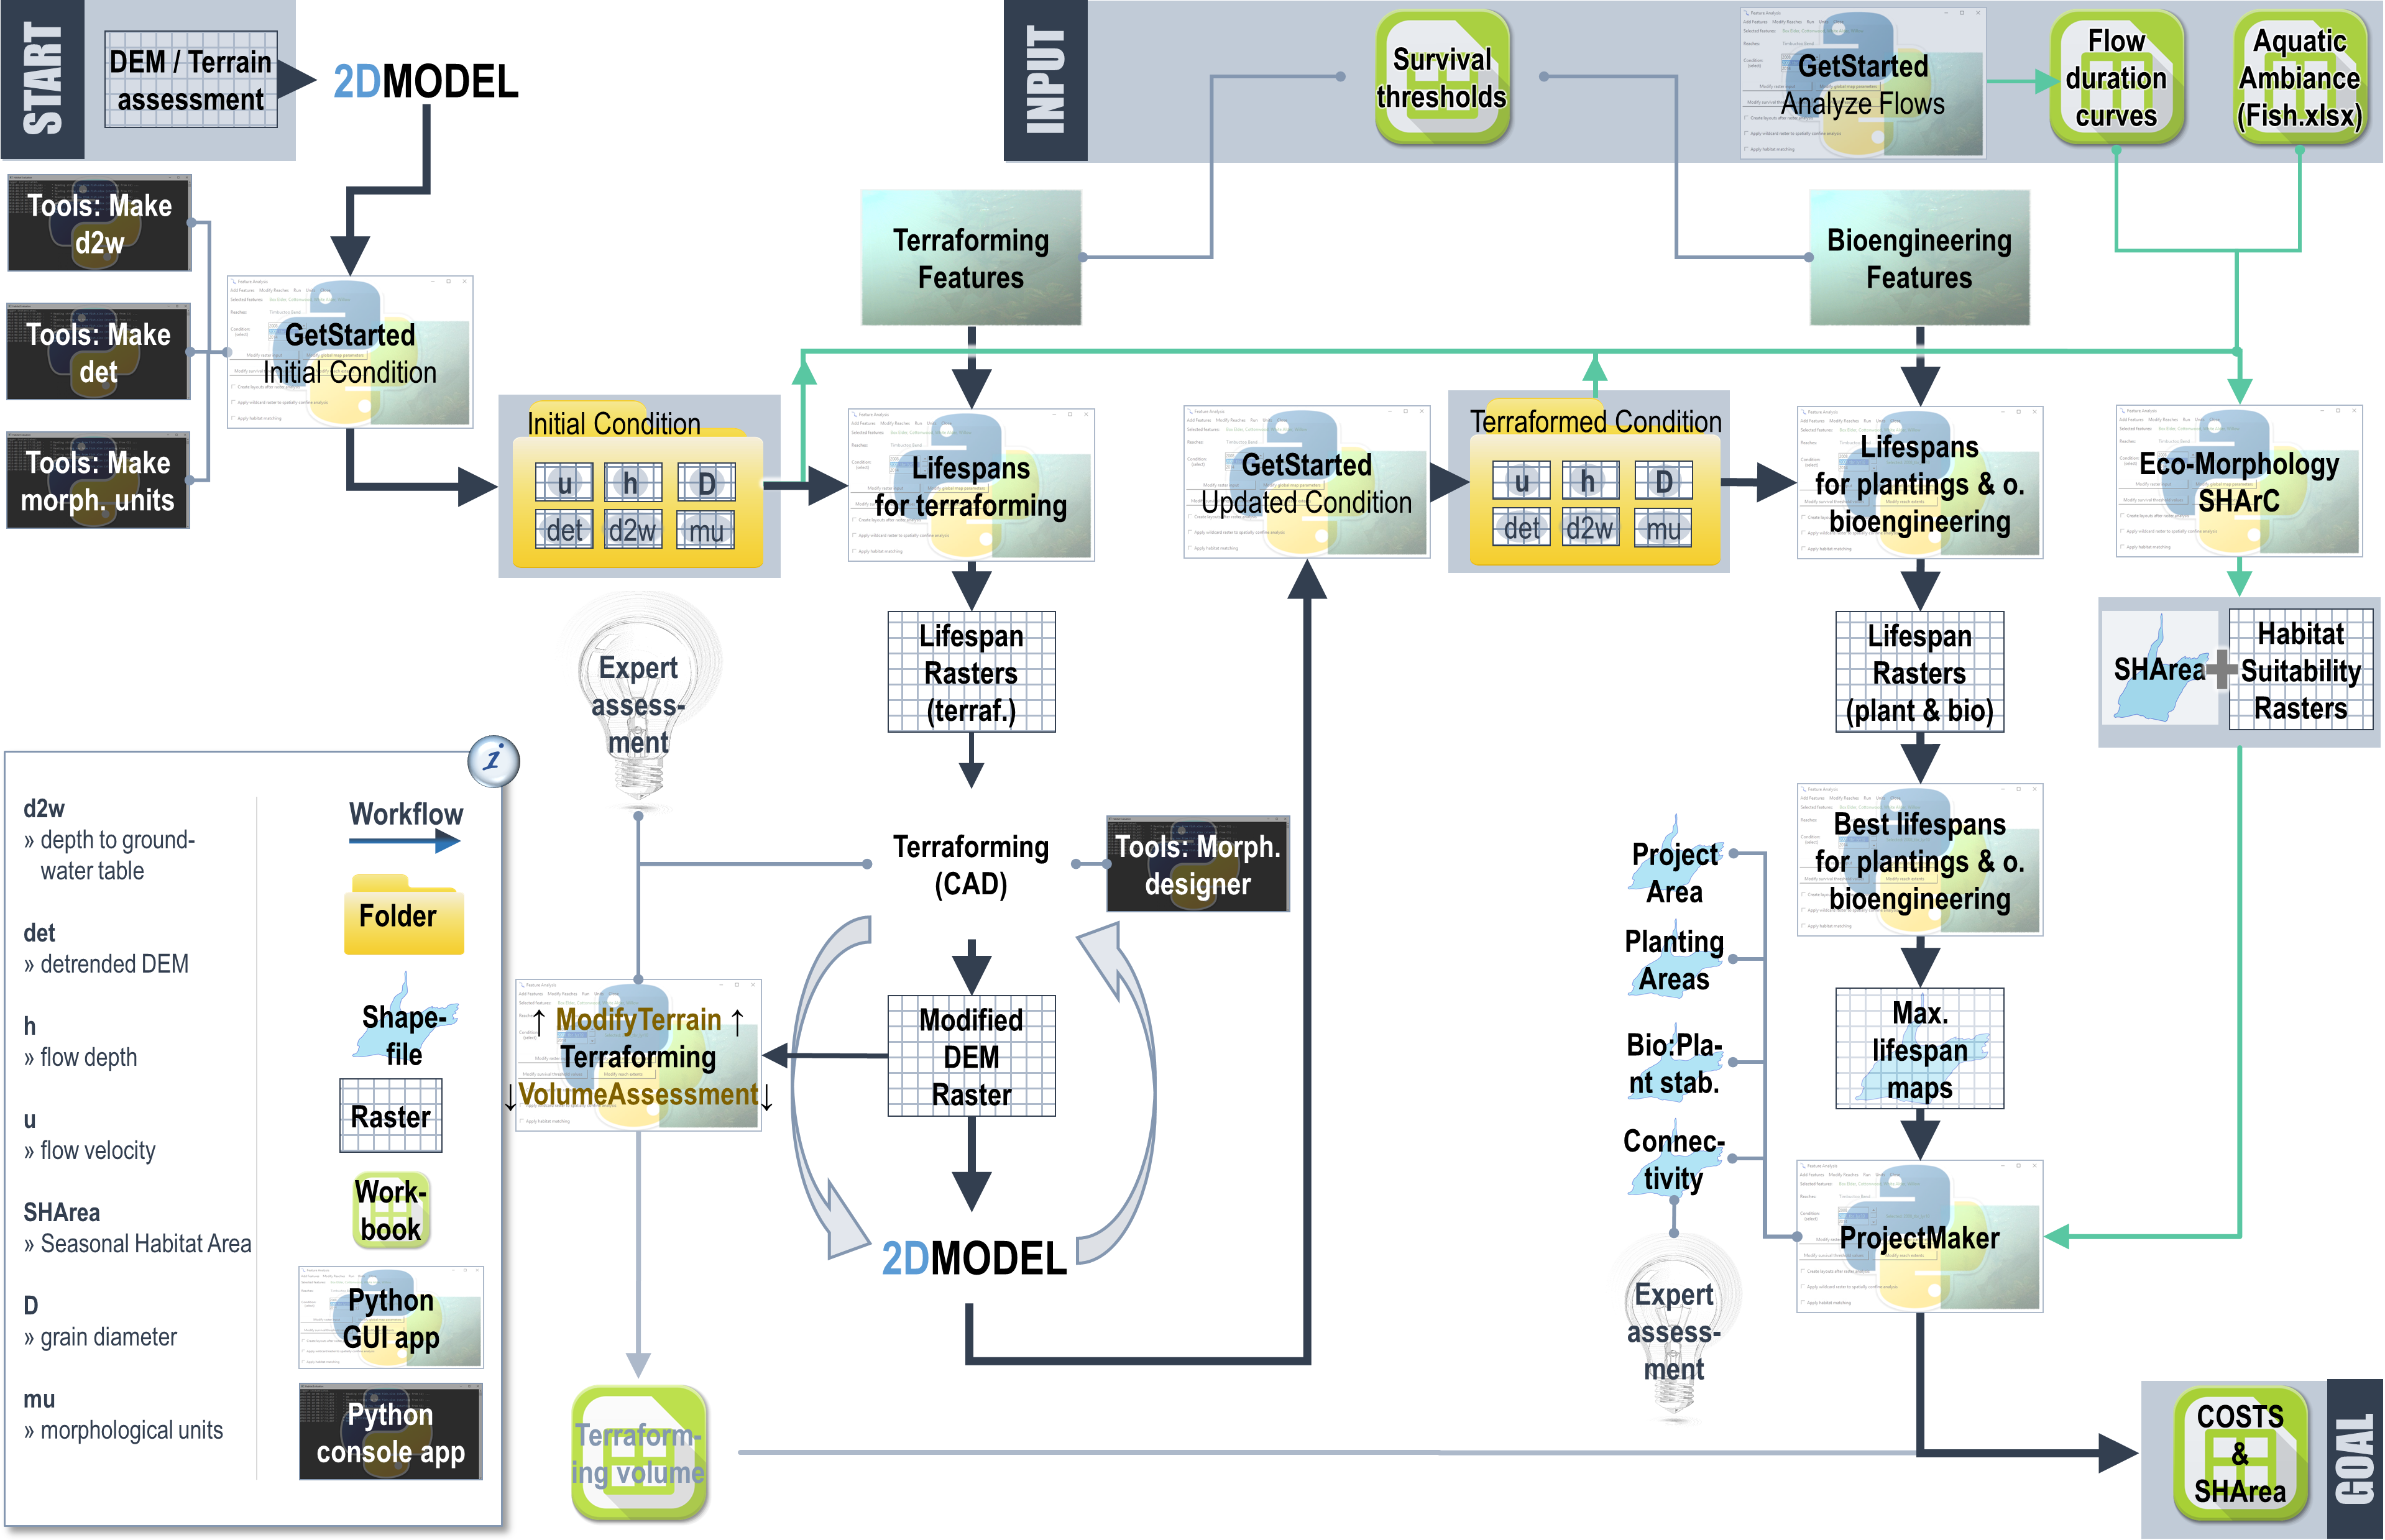 START
DEM / Terrain
assessment
2DMODEL
INPUT
Survival
thresholds
GetStarted
Analyze Flows
Flow
duration
curves
Aquatic
Ambiance
(Fish.xlsx)
Tools: Make
d2w
Tools: Make
det
Tools: Make
morph. units
GetStarted
Initial Condition
Terraforming
Features
Bioengineering
Features
Initial Condition
u h D
det d2w mu
Lifespans
for terraforming
GetStarted
Updated Condition
Terraformed Condition
u h D
det d2w mu
Lifespans
for plantings & o.
bioengineering
Eco-Morphology
SHArC
Expert
assess-
ment
Lifespan
Rasters
(terraf.)
Lifespan
Rasters
(plant & bio)
SHArea
Habitat
Suitability
Rasters
Terraforming
(CAD)
Tools: Morph.
designer
Best lifespans
for plantings & o.
bioengineering
Project
Area
Planting
Areas
Bio:Pla-
nt stab.
Connec-
tivity
↑ ModifyTerrain ↑
Terraforming
↓VolumeAssessment↓
Modified
DEM
Raster
Max.
lifespan
maps
2DMODEL
ProjectMaker
Expert
assess-
ment
Terraform-
ing volume
COSTS
&
SHArea
GOAL
i
d2w
» depth to ground-
water table
det
» detrended DEM
h
» flow depth
u
» flow velocity
SHArea
» Seasonal Habitat Area
D
» grain diameter
mu
» morphological units
Workflow
Folder
Shape-
file
Raster
Work-
book
Python
GUI app
Python
console app